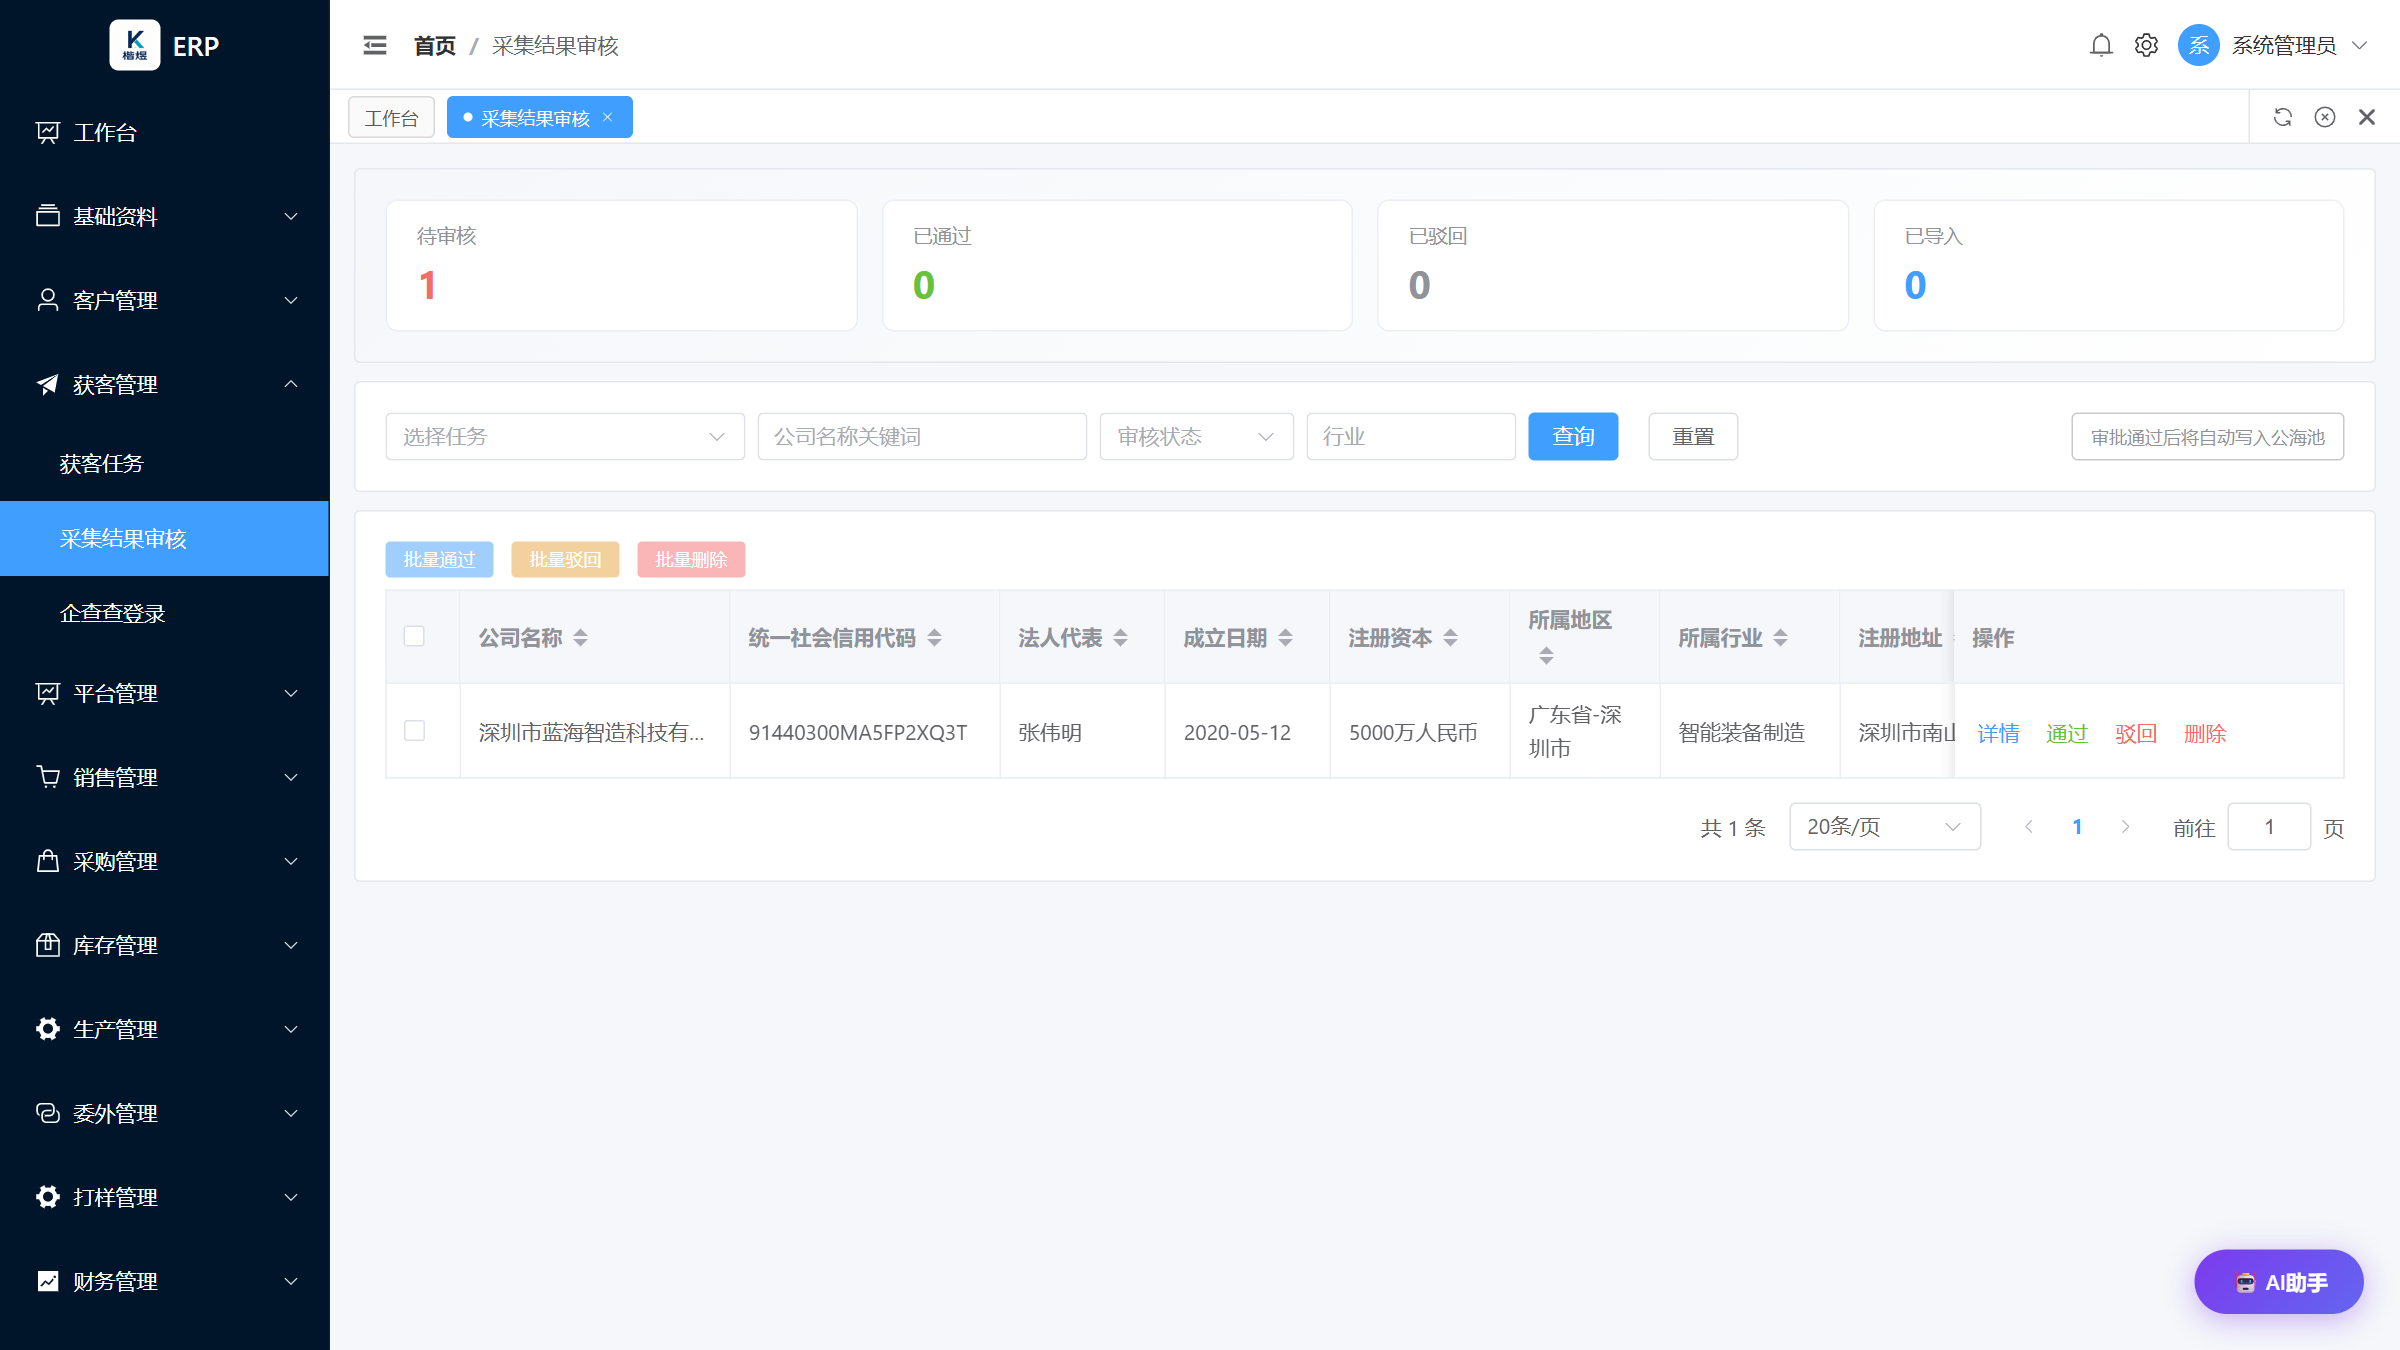 K
楷煜
ERP
工作台
基础资料
客户管理
获客管理
获客任务
采集结果审核
企查查登录
平台管理
销售管理
采购管理
库存管理
生产管理
委外管理
打样管理
财务管理
首页 / 采集结果审核
系 系统管理员
工作台
采集结果审核
待审核
1
已通过
0
已驳回
0
已导入
0
选择任务
公司名称关键词
审核状态
行业
查询
重置
审批通过后将自动写入公海池
批量通过
批量驳回
批量删除
公司名称 统一社会信用代码 法人代表 成立日期 注册资本 所属地区 所属行业 注册地址 操作
深圳市蓝海智造科技有... 91440300MA5FP2XQ3T 张伟明 2020-05-12 5000万人民币 广东省-深圳市 智能装备制造 深圳市南山 详情 通过 驳回 删除
共 1 条 20条/页 1 前往 1 页
AI助手